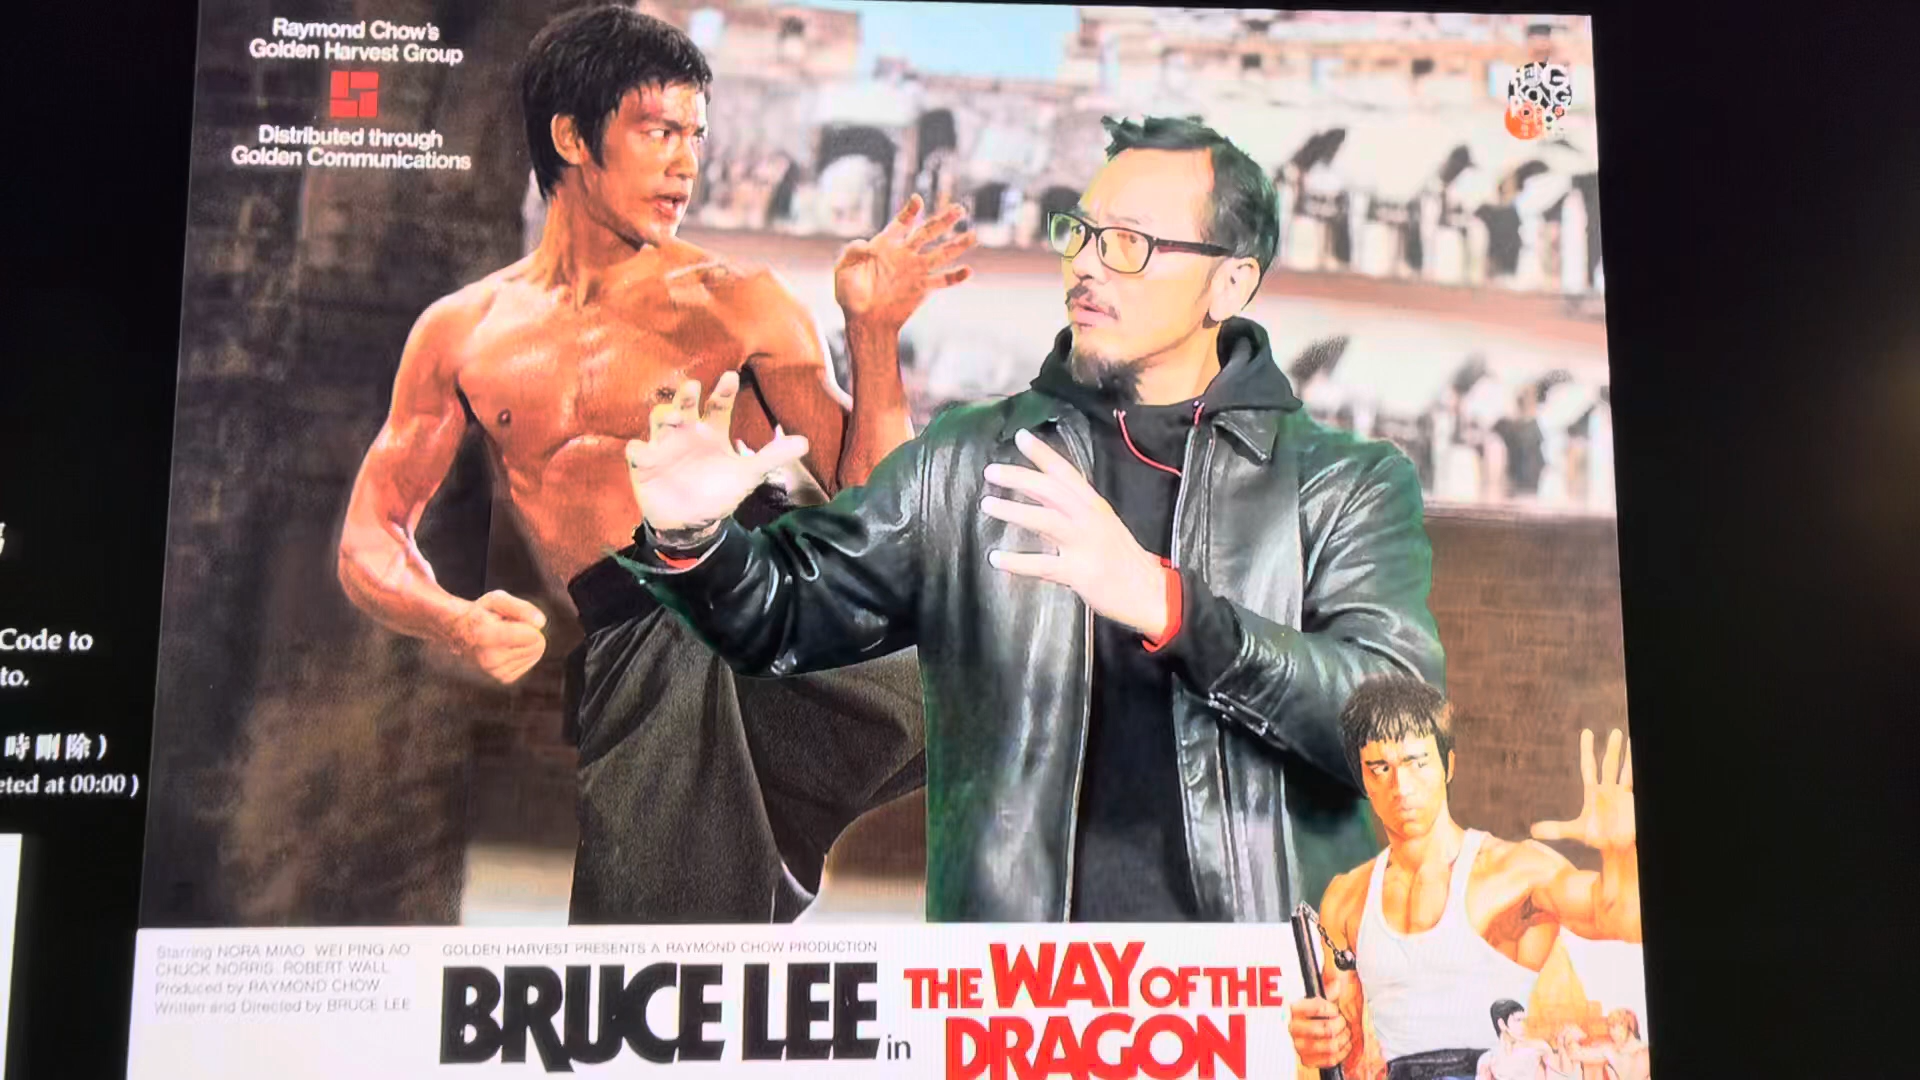 Raymond Chow's
Golden Harvest Group
Distributed through
Golden Communications
HONG
KONG
Code to
to.
時刪除）
eted at 00:00 )
Starring NORA MIAO WEI PING AO
CHUCK NORRIS ROBERT WALL
Produced by RAYMOND CHOW
Written and Directed by BRUCE LEE
GOLDEN HARVEST PRESENTS A RAYMOND CHOW PRODUCTION
BRUCE LEE in
THE WAY OF THE
DRAGON